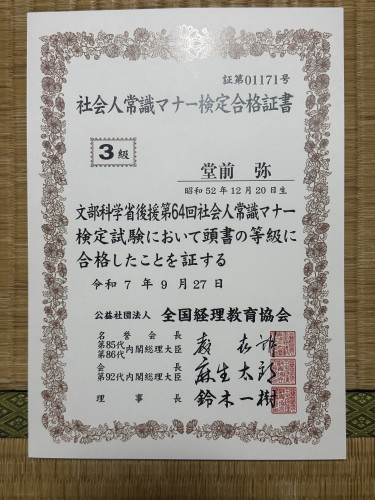 証第01171号
社会人常識マナー検定合格証書
3級
堂前 弥
昭和52年12月20日生
文部科学省後援第64回社会人常識マナー
検定試験において頭書の等級に
合格したことを証する
令和7年9月27日
公益社団法人 全国経理教育協会
名誉会長
第85代
第86代 内閣総理大臣
会長
第92代内閣総理大臣 麻生太郎
理事長 鈴木一樹